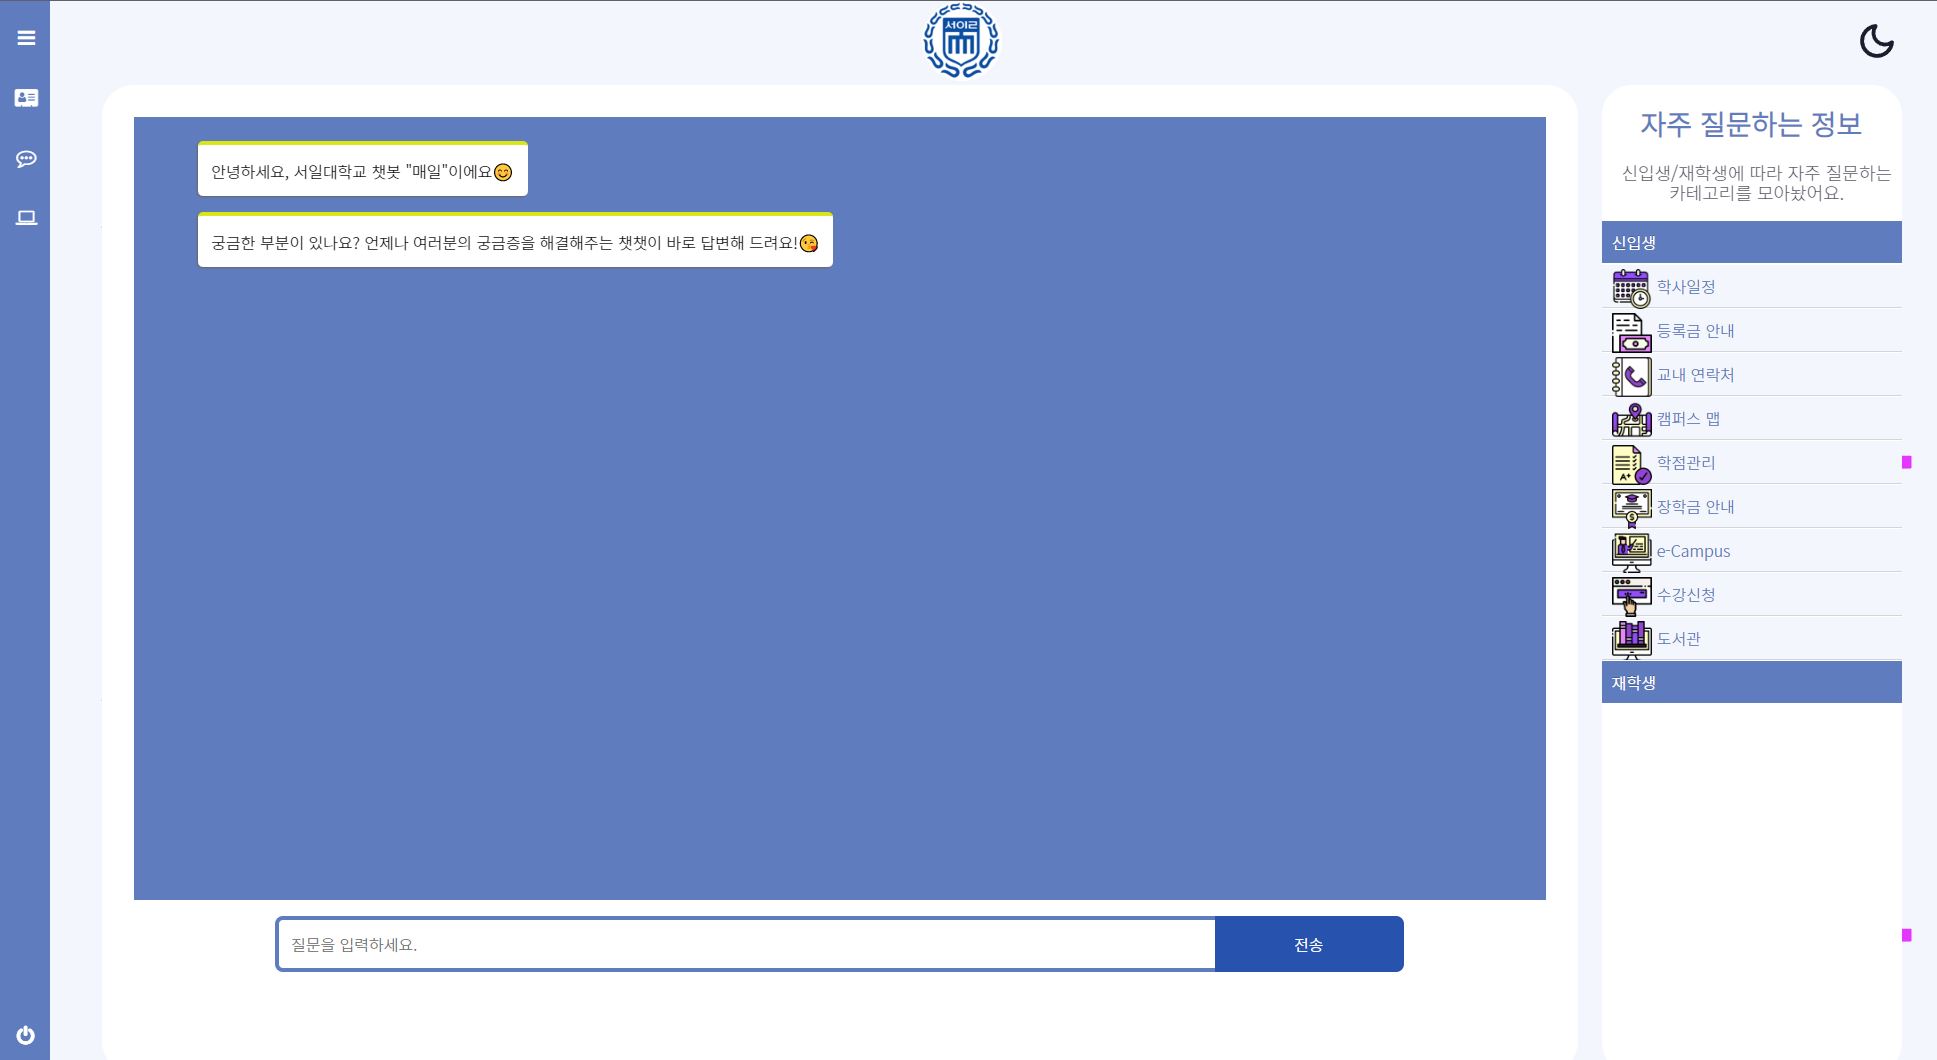 서이르
안녕하세요, 서일대학교 챗봇 "매일"이에요😊
궁금한 부분이 있나요? 언제나 여러분의 궁금증을 해결해주는 챗챗이 바로 답변해 드려요!😘
질문을 입력하세요.
전송
자주 질문하는 정보
신입생/재학생에 따라 자주 질문하는
카테고리를 모아놨어요.
신입생
학사일정
등록금 안내
교내 연락처
캠퍼스 맵
A+
학점관리
장학금 안내
e-Campus
수강신청
도서관
재학생